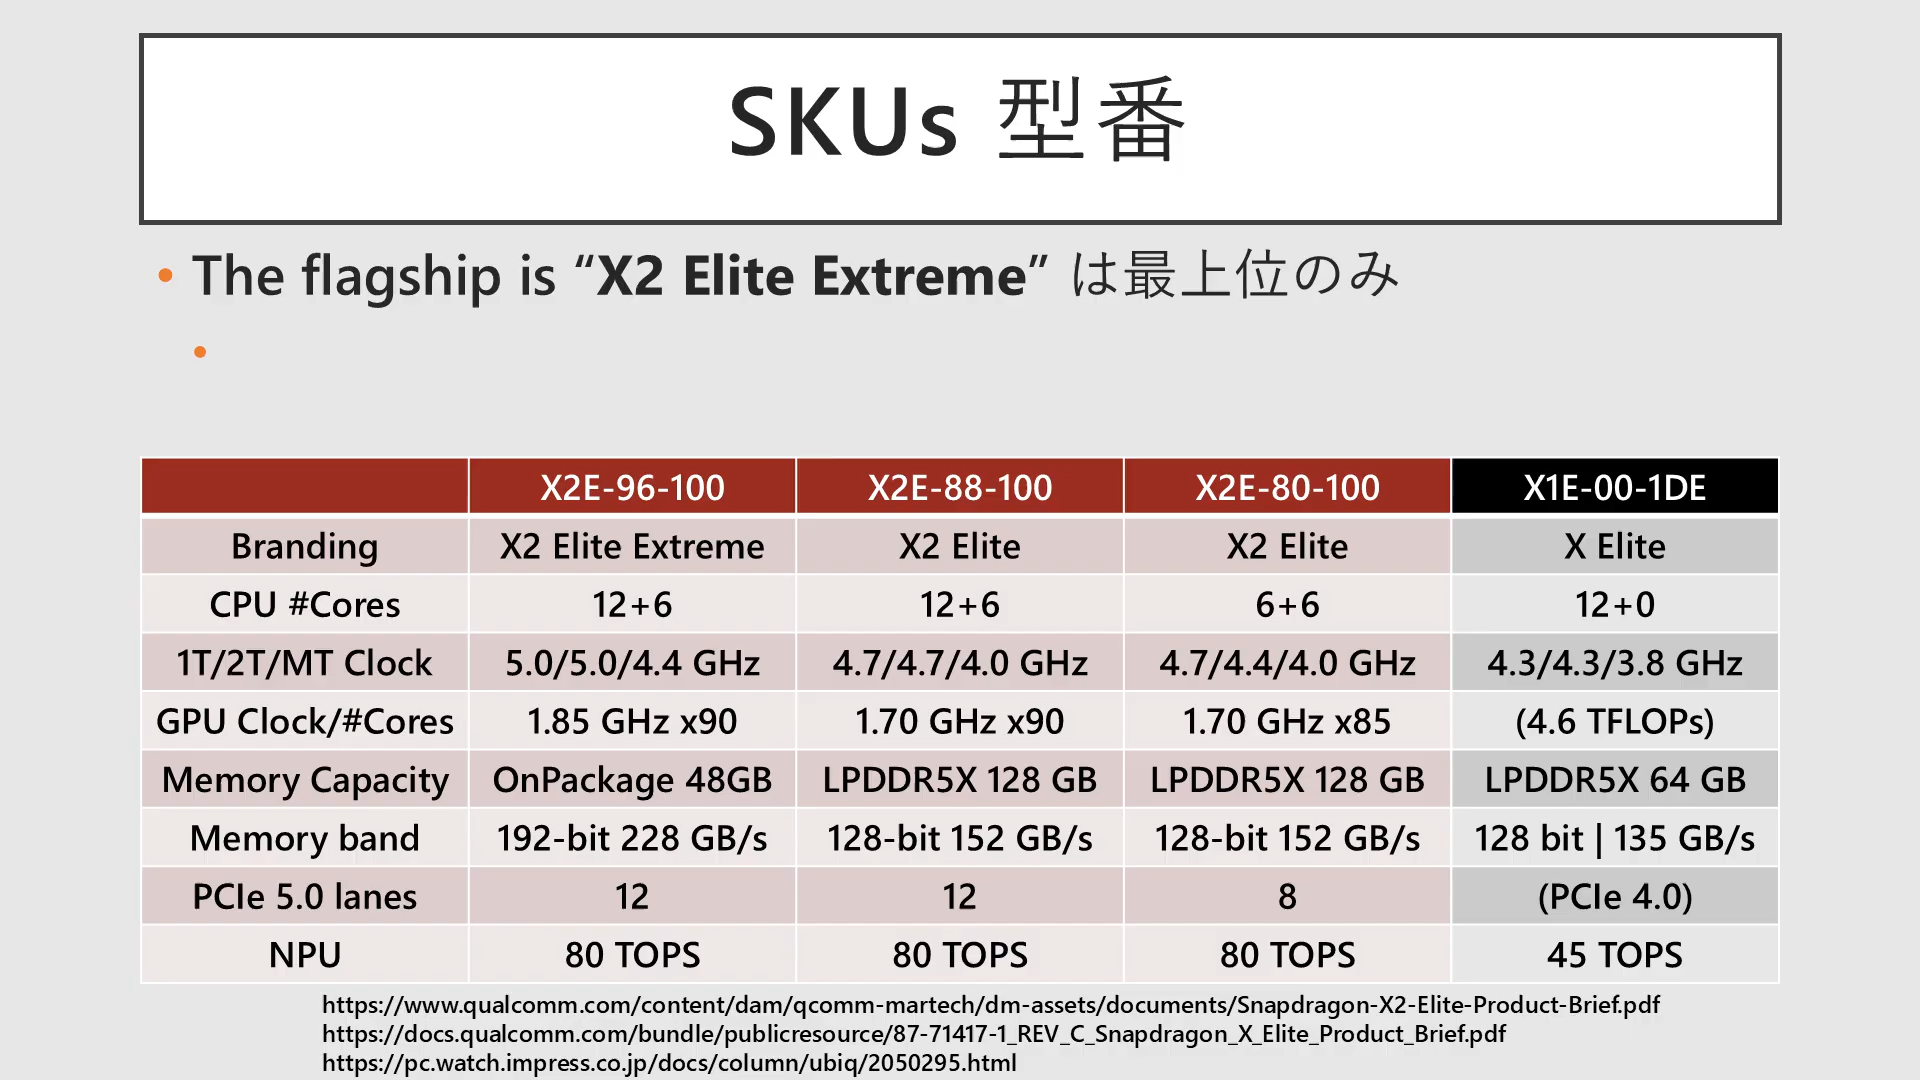 SKUs 型番
• The flagship is “X2 Elite Extreme” は最上位のみ
•
X2E-96-100 X2E-88-100 X2E-80-100 X1E-00-1DE
Branding X2 Elite Extreme X2 Elite X2 Elite X Elite
CPU #Cores 12+6 12+6 6+6 12+0
1T/2T/MT Clock 5.0/5.0/4.4 GHz 4.7/4.7/4.0 GHz 4.7/4.4/4.0 GHz 4.3/4.3/3.8 GHz
GPU Clock/#Cores 1.85 GHz x90 1.70 GHz x90 1.70 GHz x85 (4.6 TFLOPs)
Memory Capacity OnPackage 48GB LPDDR5X 128 GB LPDDR5X 128 GB LPDDR5X 64 GB
Memory band 192-bit 228 GB/s 128-bit 152 GB/s 128-bit 152 GB/s 128 bit | 135 GB/s
PCIe 5.0 lanes 12 12 8 (PCIe 4.0)
NPU 80 TOPS 80 TOPS 80 TOPS 45 TOPS
https://www.qualcomm.com/content/dam/qcomm-martech/dm-assets/documents/Snapdragon-X2-Elite-Product-Brief.pdf
https://docs.qualcomm.com/bundle/publicresource/87-71417-1_REV_C_Snapdragon_X_Elite_Product_Brief.pdf
https://pc.watch.impress.co.jp/docs/column/ubiq/2050295.html